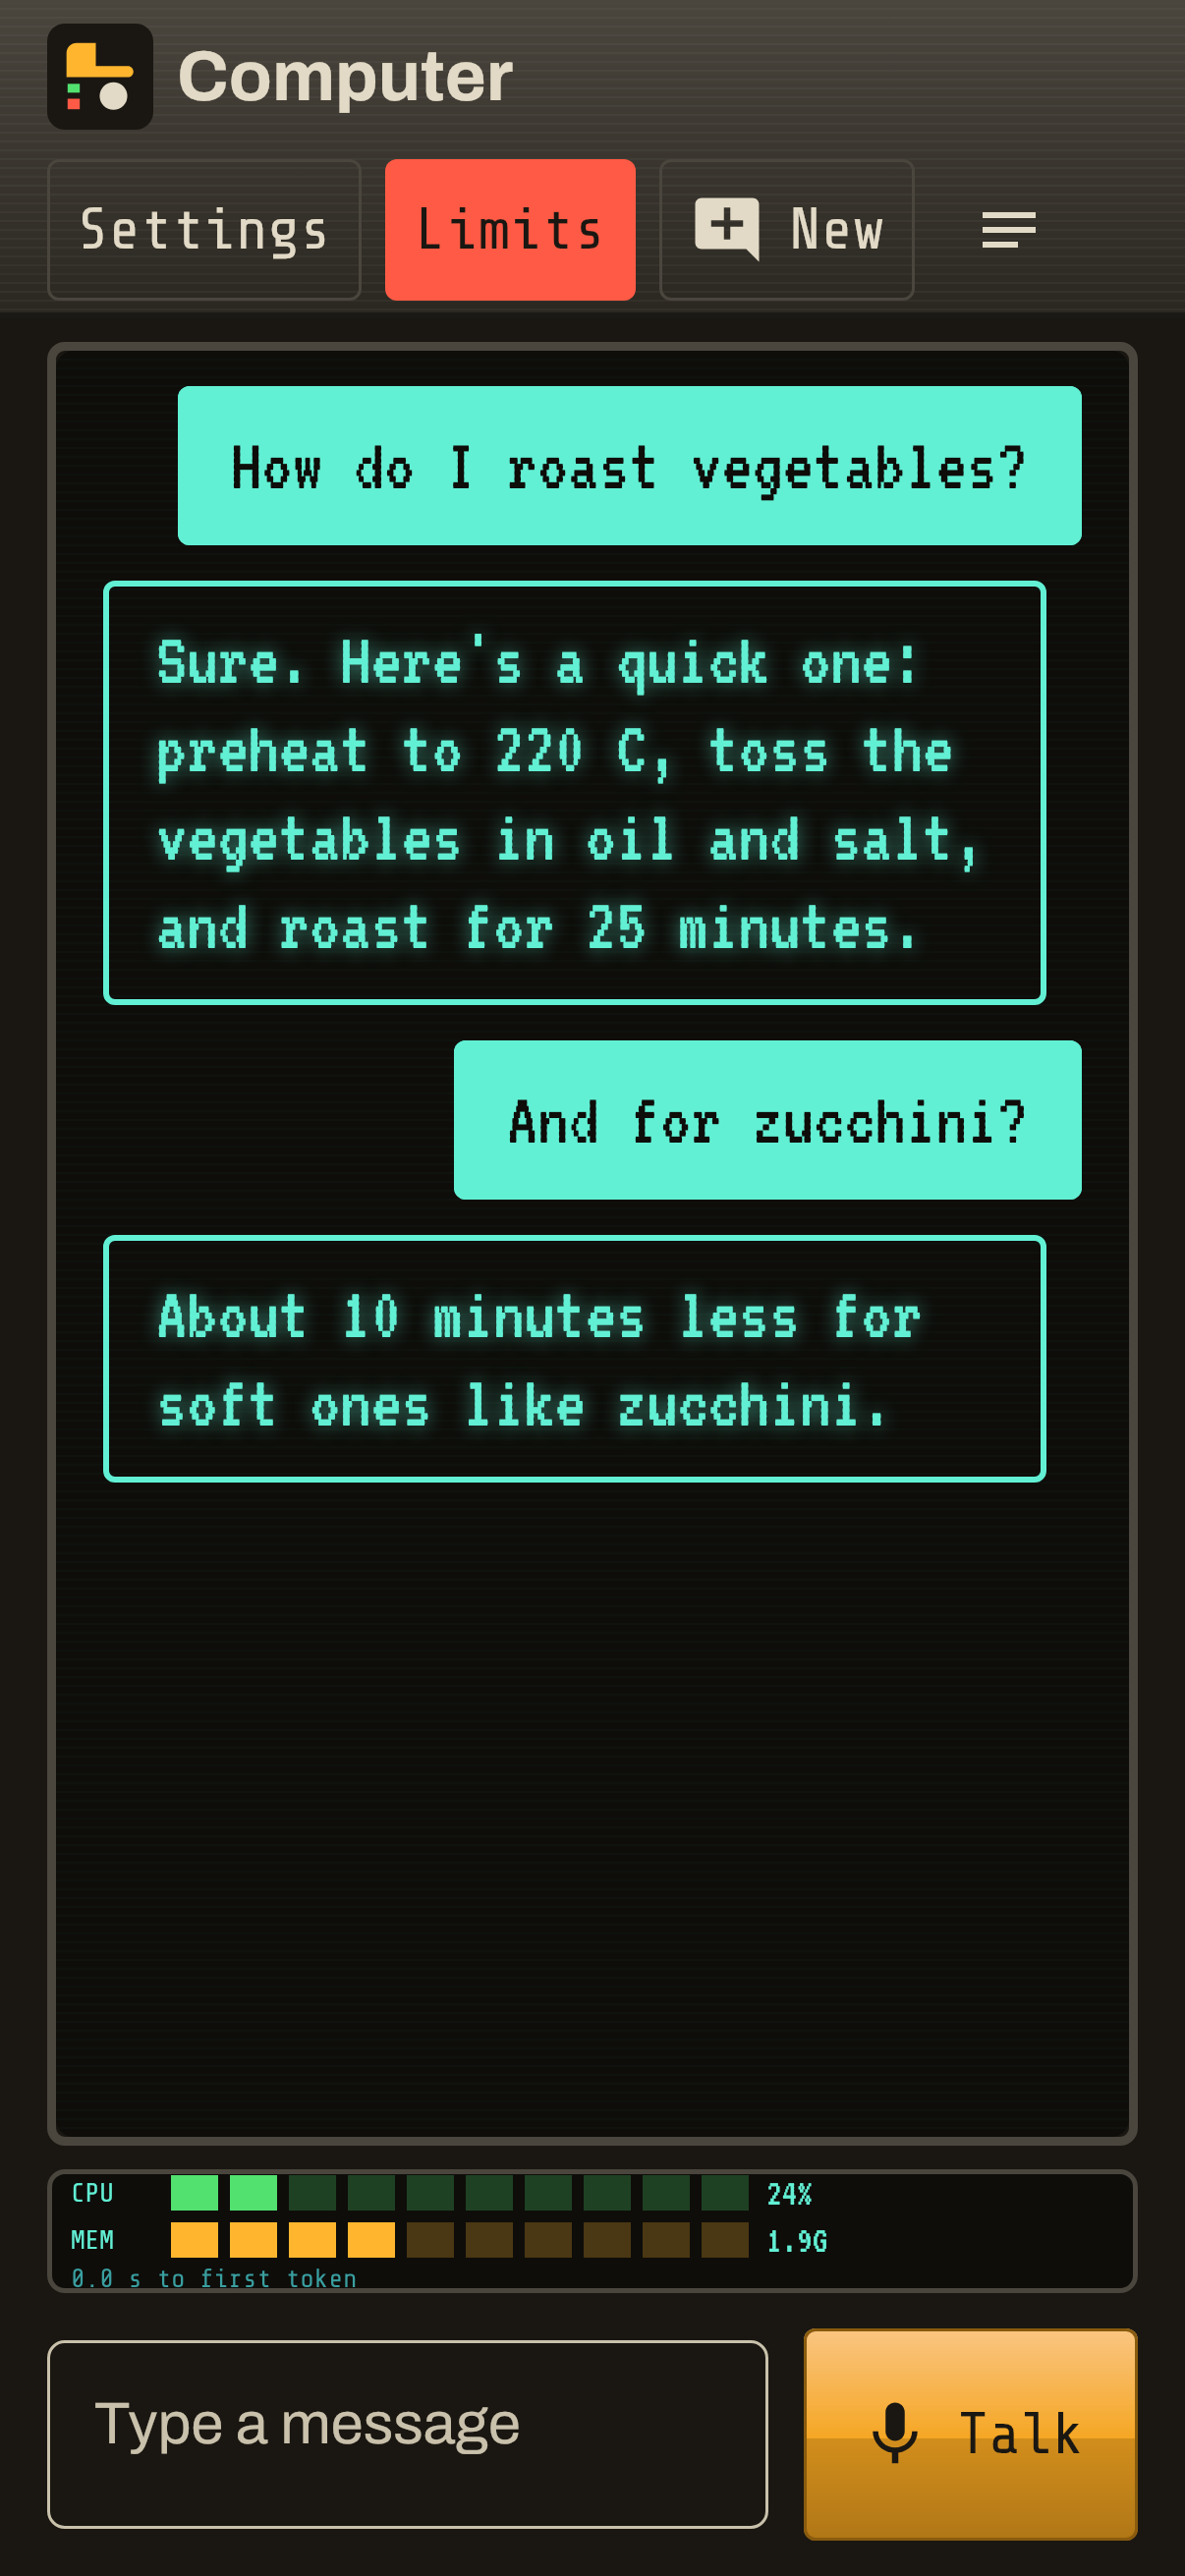 Computer
Settings
Limits
New
How do I roast vegetables?
Sure. Here's a quick one:
preheat to 220 C, toss the
vegetables in oil and salt,
and roast for 25 minutes.
And for zucchini?
About 10 minutes less for
soft ones like zucchini.
CPU 24%
MEM 1.9G
0.0 s to first token
Type a message
Talk